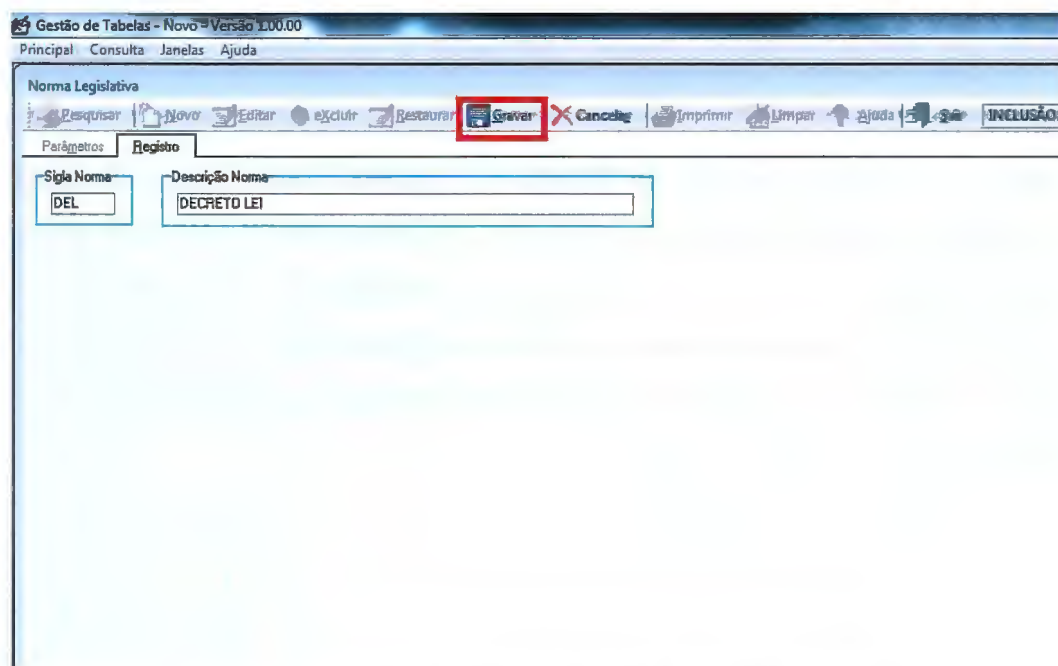 Gestão de Tabelas - Novo - Versão 1.00.00
Principal Consulta Janelas Ajuda
Norma Legislativa
Pesquisar Novo Editar eXcluir Restaurar Gravar Cancelar Imprimir Limpar Ajuda Sair INCLUSÃO
Parâmetros Registro
Sigla Norma Descrição Norma
DEL DECRETO LEI